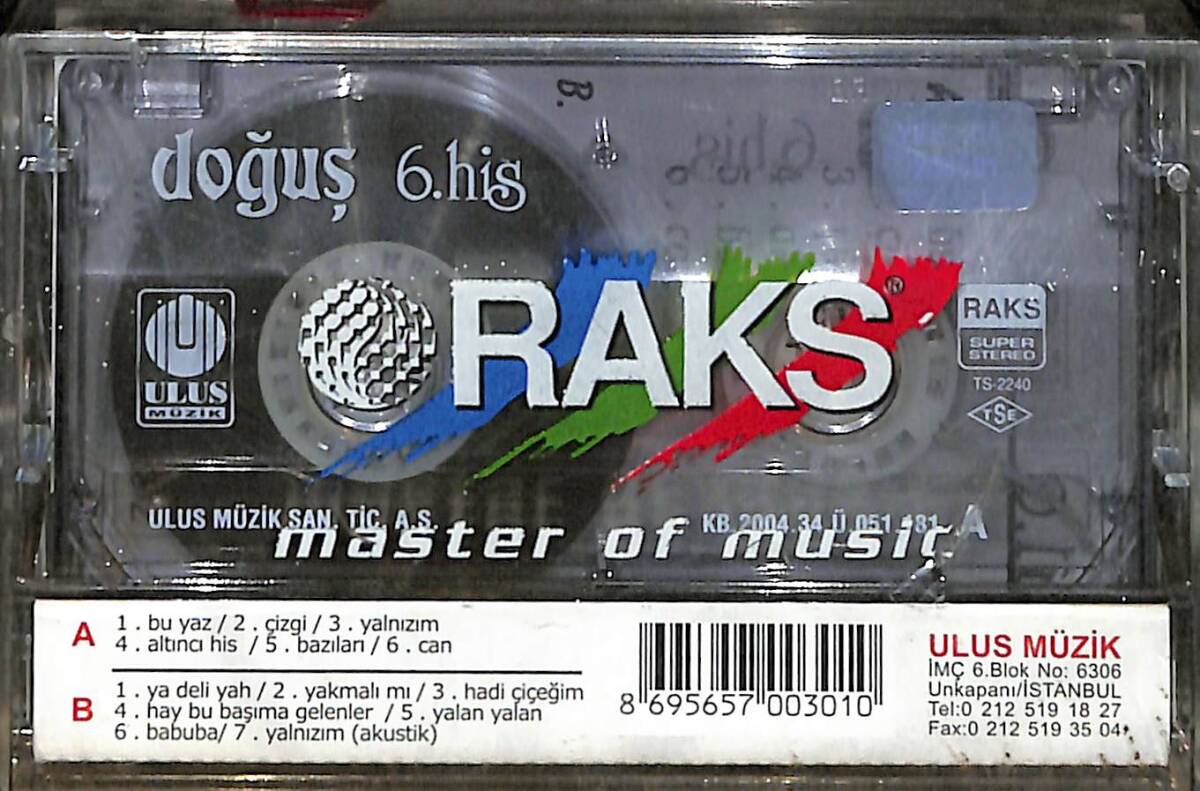 B.
doğuş 6.his
RAKS®
ULUS
MÜZİK
RAKS
SUPER
STEREO
TS-2240
TSE
ULUS MÜZİK SAN. TİC. A.Ş.
KB 2004 34 Ü 051 181
A
master of music
A
1 . bu yaz / 2 . çizgi / 3 . yalnızım
4 . altıncı his / 5 . bazıları / 6 . can
B
1 . ya deli yah / 2 . yakmalı mı / 3 . hadi çiçeğim
4 . hay bu başıma gelenler / 5 . yalan yalan
6 . babuba/ 7 . yalnızım (akustik)
8 695657 003010
ULUS MÜZİK
İMÇ 6.Blok No: 6306
Unkapanı/İSTANBUL
Tel:0 212 519 18 27
Fax:0 212 519 35 04